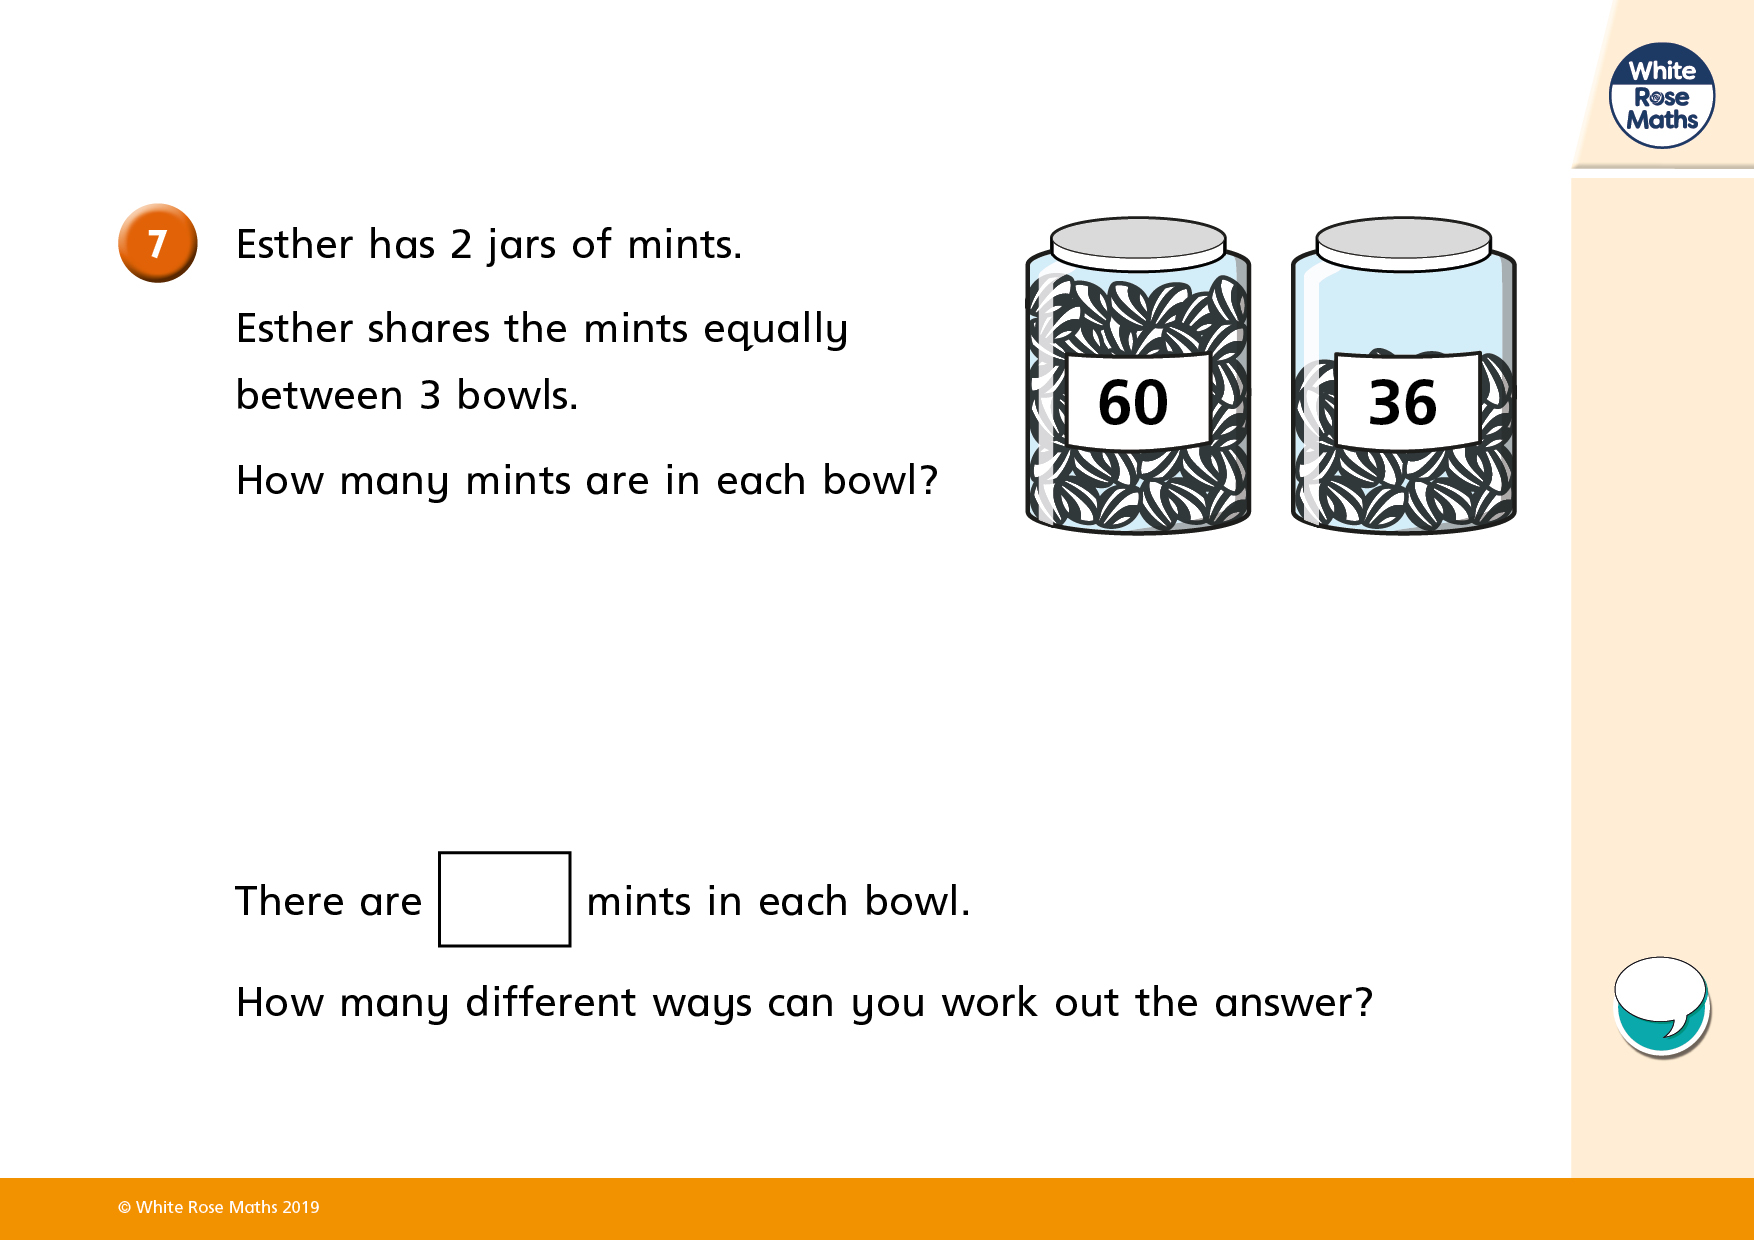 White
Rose
Maths
7
Esther has 2 jars of mints.
Esther shares the mints equally
between 3 bowls.
How many mints are in each bowl?
60
36
There are mints in each bowl.
How many different ways can you work out the answer?
© White Rose Maths 2019